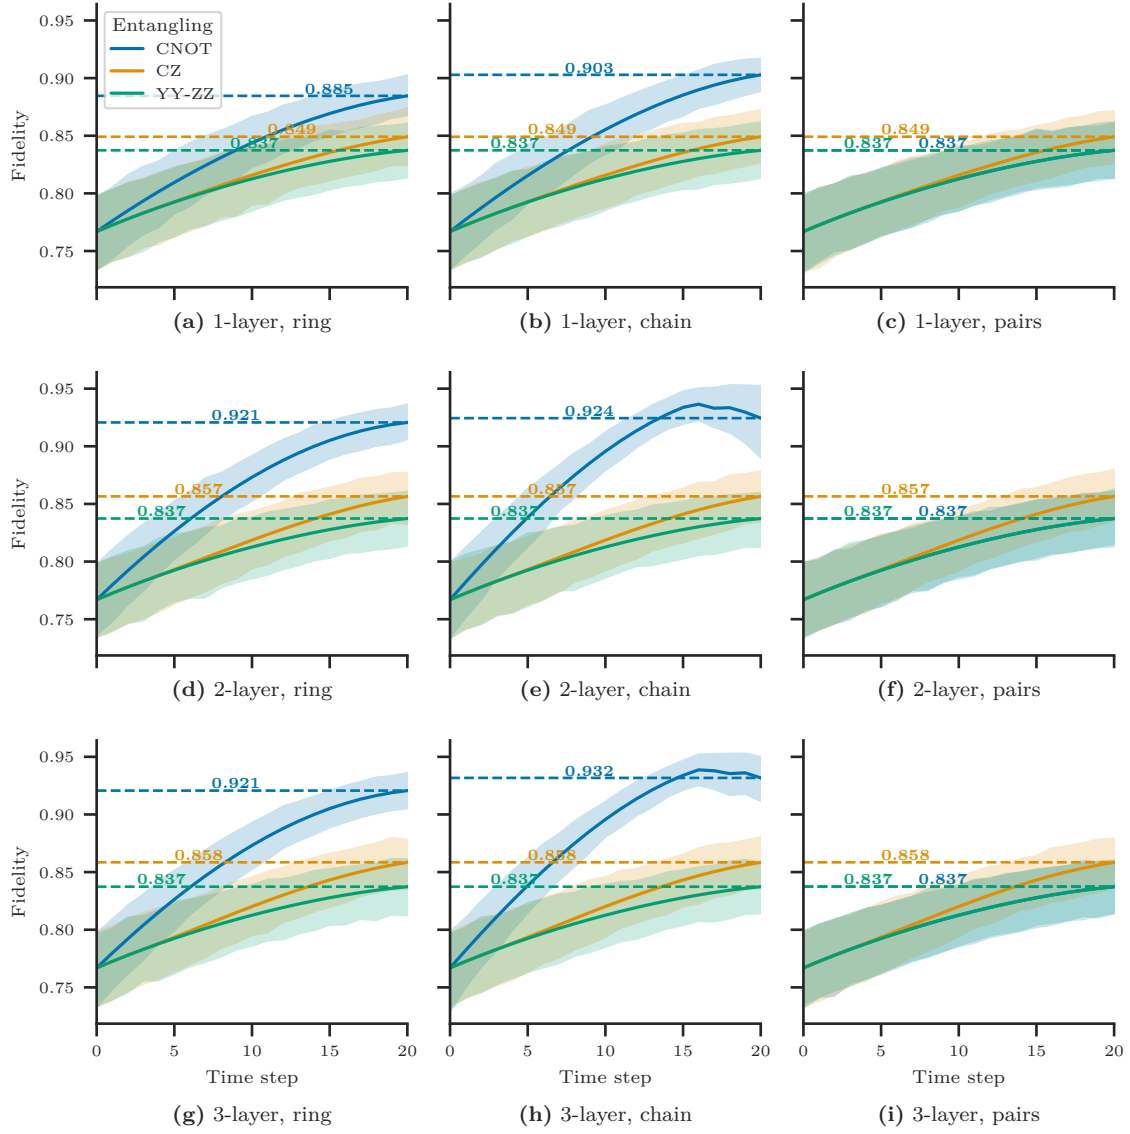 Entangling
CNOT
CZ
YY-ZZ
Fidelity
0.95
0.90
0.85
0.80
0.75
0.885
0.849
0.837
(a) 1-layer, ring
0.903
0.849
0.837
(b) 1-layer, chain
0.849
0.837 0.837
(c) 1-layer, pairs
Fidelity
0.95
0.90
0.85
0.80
0.75
0.921
0.857
0.837
(d) 2-layer, ring
0.924
0.857
0.837
(e) 2-layer, chain
0.857
0.837 0.837
(f) 2-layer, pairs
Fidelity
0.95
0.90
0.85
0.80
0.75
0.921
0.858
0.837
0 5 10 15 20
Time step
(g) 3-layer, ring
0.932
0.858
0.837
0 5 10 15 20
Time step
(h) 3-layer, chain
0.858
0.837 0.837
0 5 10 15 20
Time step
(i) 3-layer, pairs